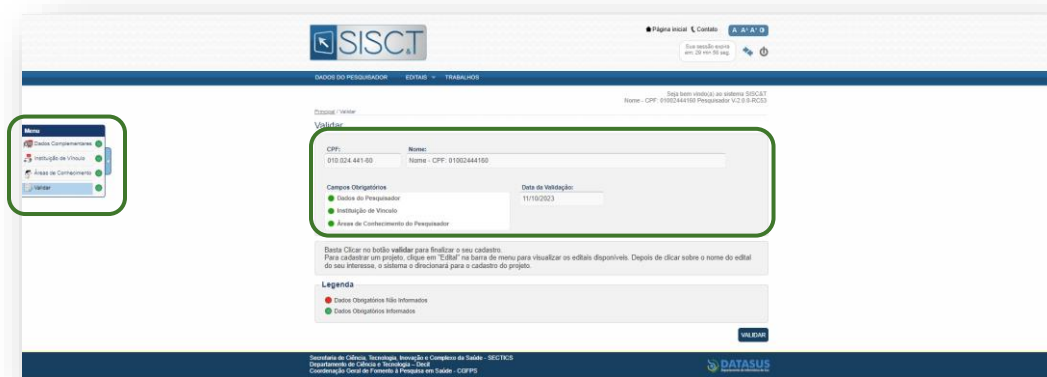 SISC&T
Página inicial Contato A A+ A- O
Sua sessão expira
em: 29 min 56 seg.
DADOS DO PESQUISADOR EDITAIS TRABALHOS
Seja bem vindo(a) ao sistema SISC&T
Nome - CPF: 01002444160 Pesquisador V-2.0.0-RC53
Principal / Validar
Validar
Menu
Dados Complementares
Instituição de Vínculo
Áreas de Conhecimento
Validar
CPF: Nome:
010.024.441-60 Nome - CPF: 01002444160
Campos Obrigatórios Data da Validação:
Dados do Pesquisador 11/10/2023
Instituição de Vínculo
Áreas de Conhecimento do Pesquisador
Basta Clicar no botão validar para finalizar o seu cadastro.
Para cadastrar um projeto, clique em "Edital" na barra de menu para visualizar os editais disponíveis. Depois de clicar sobre o nome do edital
do seu interesse, o sistema o direcionará para o cadastro do projeto.
Legenda
Dados Obrigatórios Não Informados
Dados Obrigatórios Informados
VALIDAR
Secretaria de Ciência, Tecnologia, Inovação e Complexo da Saúde - SECTICS
Departamento de Ciência e Tecnologia - Decit
Coordenação Geral de Fomento à Pesquisa em Saúde - CGFPS
DATASUS